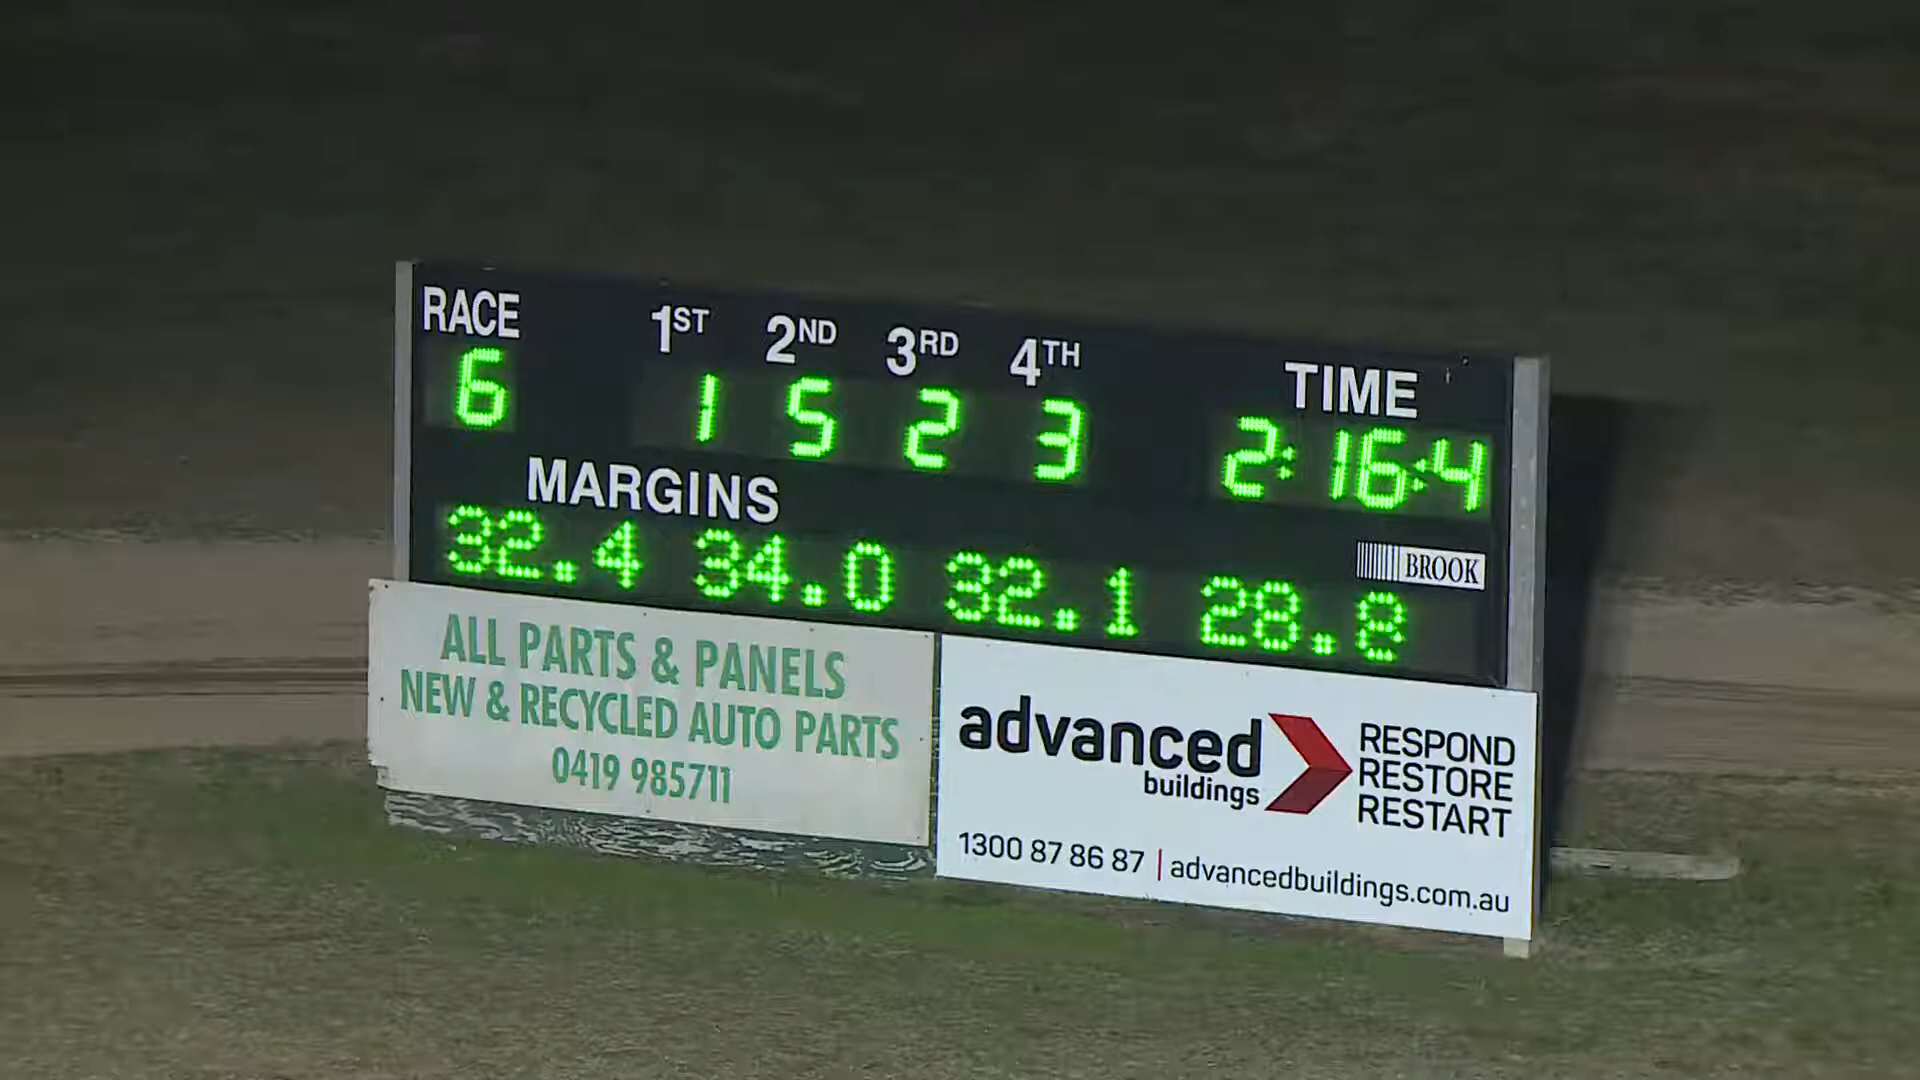 RACE 1ST 2ND 3RD 4TH TIME
6 1 5 2 3 2:16:4
MARGINS
32.4 34.0 32.1 28.8
BROOK
ALL PARTS & PANELS
NEW & RECYCLED AUTO PARTS
0419 985711
advanced
buildings
RESPOND
RESTORE
RESTART
1300 87 86 87 | advancedbuildings.com.au